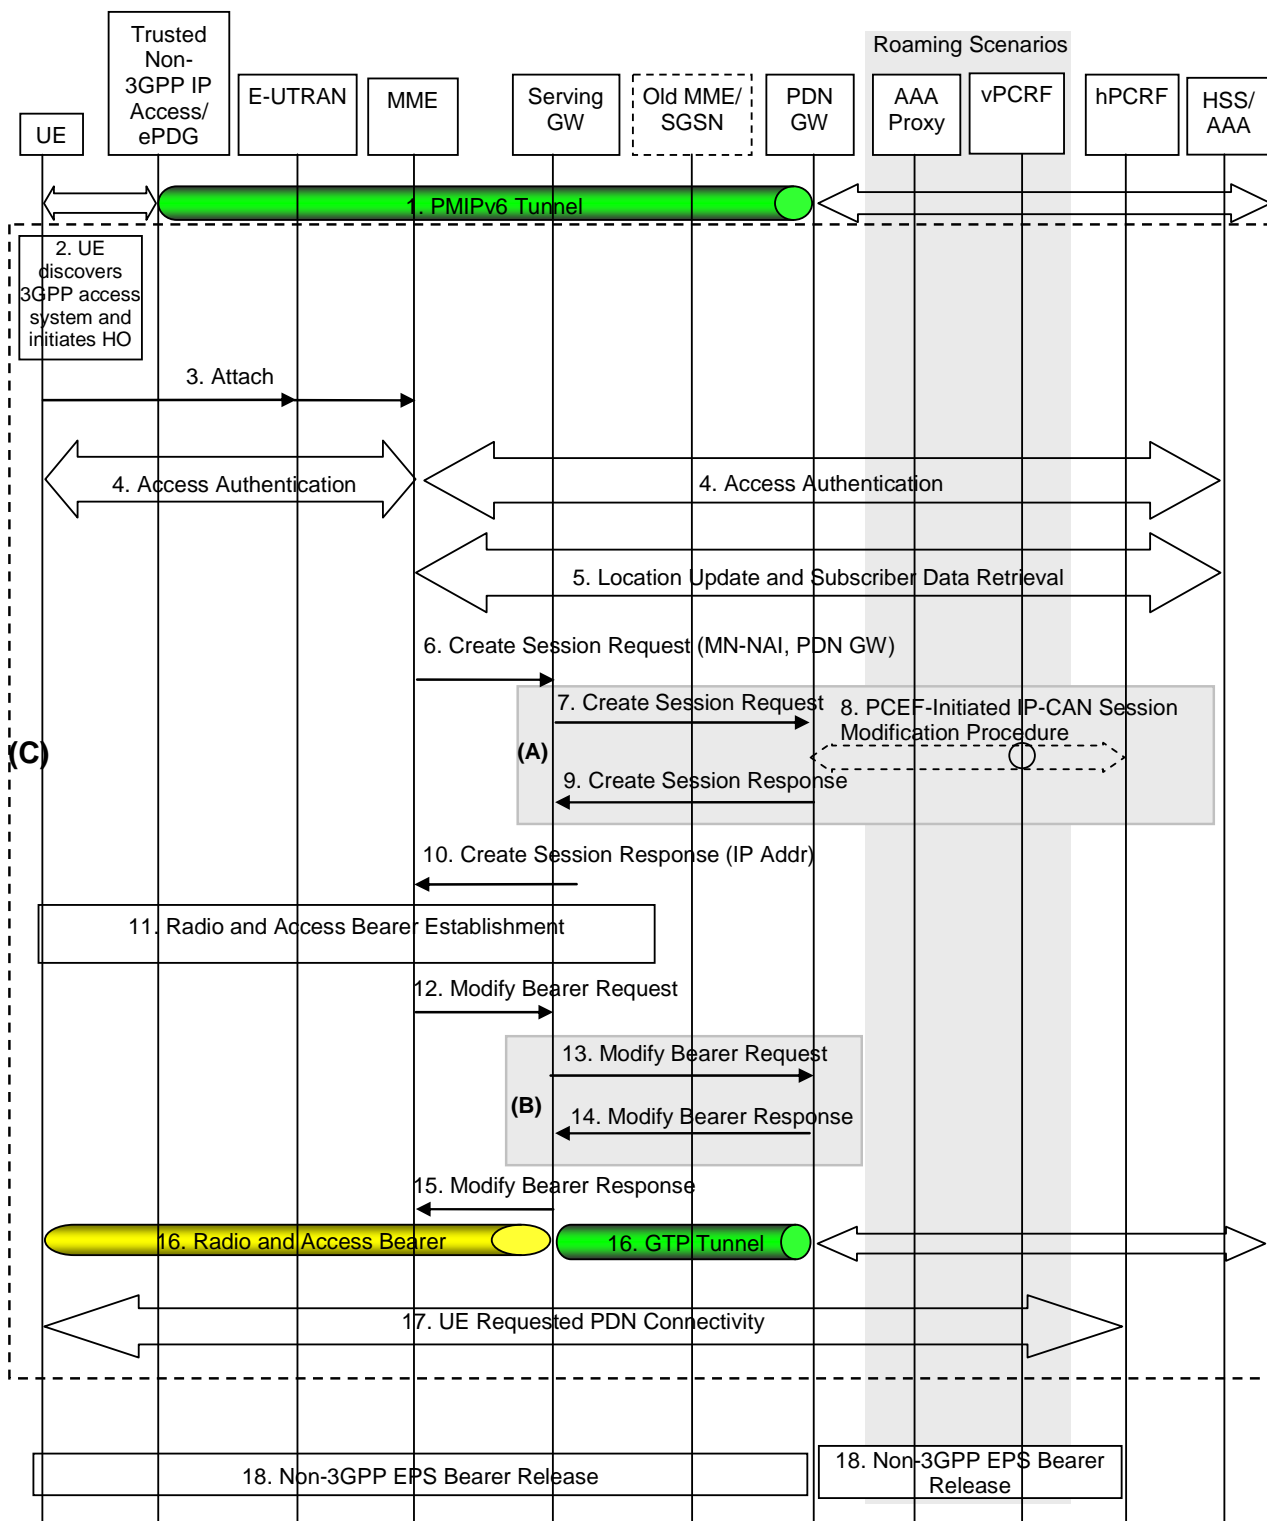 Roaming Scenarios
Trusted
Non-
3GPP IP
Access/
ePDG
UE
E-UTRAN
MME
Serving
GW
Old MME/
SGSN
PDN
GW
AAA
Proxy
vPCRF
hPCRF
HSS/
AAA
1. PMIPv6 Tunnel
2. UE
discovers
3GPP access
system and
initiates HO
3. Attach
4. Access Authentication
4. Access Authentication
5. Location Update and Subscriber Data Retrieval
6. Create Session Request (MN-NAI, PDN GW)
7. Create Session Request
8. PCEF-Initiated IP-CAN Session
Modification Procedure
(C)
(A)
9. Create Session Response
10. Create Session Response (IP Addr)
11. Radio and Access Bearer Establishment
12. Modify Bearer Request
13. Modify Bearer Request
(B)
14. Modify Bearer Response
15. Modify Bearer Response
16. Radio and Access Bearer
16. GTP Tunnel
17. UE Requested PDN Connectivity
18. Non-3GPP EPS Bearer Release
18. Non-3GPP EPS Bearer
Release